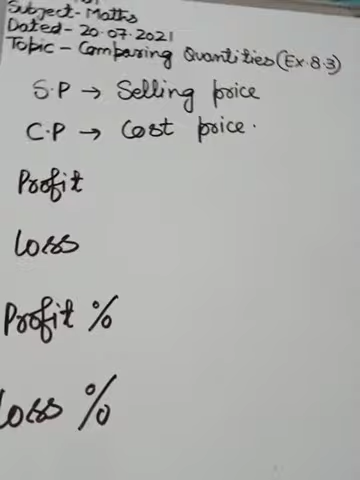 Subject-Maths
Dated- 20.07.2021
Topic - Comparing Quantities (Ex.8.3)
S.P → Selling price
C.P → Cost price.
Profit
Loss
Profit %
Loss %